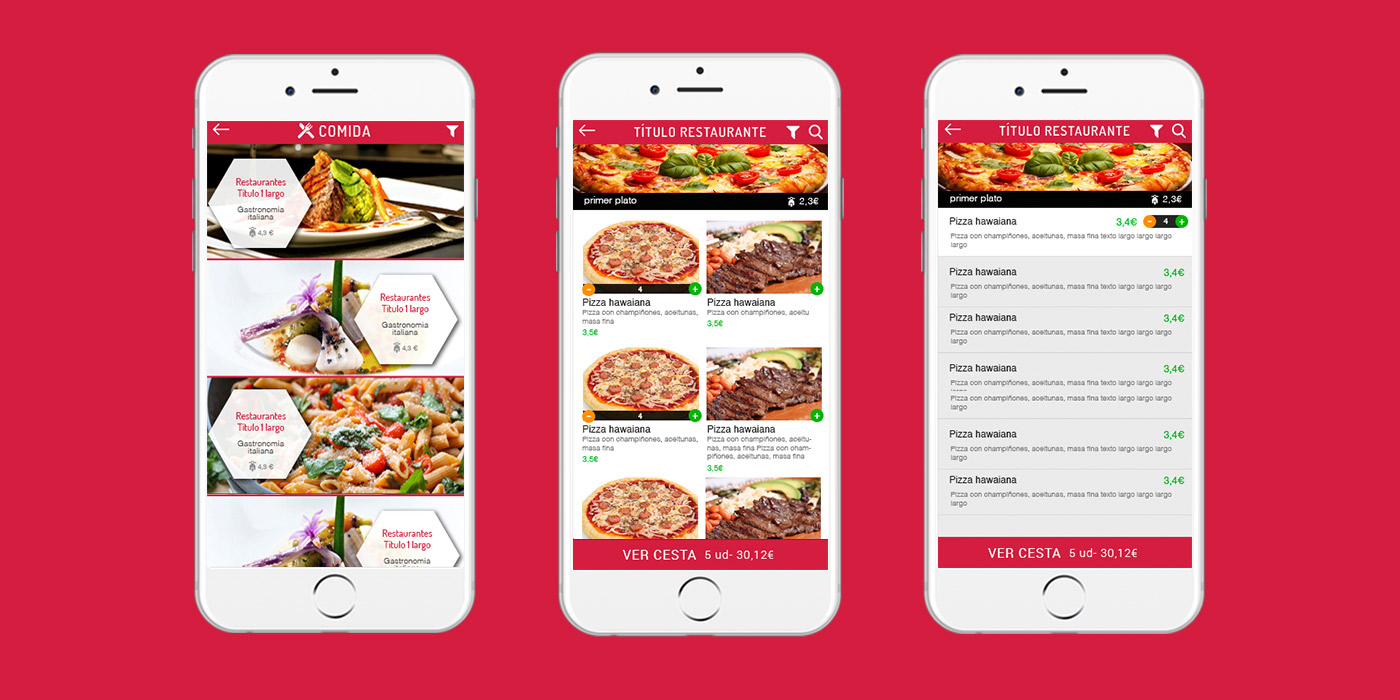 COMIDA
Restaurantes
Título 1 largo
Gastronomia
italiana
4,3 €
Restaurantes
Título 1 largo
Gastronomia
italiana
4,3 €
Restaurantes
Título 1 largo
Gastronomia
italiana
4,3 €
Restaurantes
Título 1 largo
Gastronomia
italiana
TÍTULO RESTAURANTE
primer plato
2,3€
- 4 +
+
Pizza hawaiana
Pizza con champiñones, aceitunas,
masa fina
3,5€
Pizza hawaiana
Pizza con champiñones, aceitu
3,5€
- 4 +
+
Pizza hawaiana
Pizza con champiñones, aceitunas,
masa fina
3,5€
Pizza hawaiana
Pizza con champiñones, aceitu-
nas, masa fina Pizza con cham-
piñones, aceitunas, masa fina
3,5€
VER CESTA 5 ud- 30,12€
TÍTULO RESTAURANTE
primer plato
2,3€
Pizza hawaiana 3,4€ - 4 +
Pizza con champiñones, aceitunas, masa fina texto largo largo largo
largo
Pizza hawaiana 3,4€
Pizza con champiñones, aceitunas, masa fina texto largo largo largo
largo
Pizza hawaiana 3,4€
Pizza con champiñones, aceitunas, masa fina texto largo largo largo
largo
Pizza hawaiana 3,4€
Pizza con champiñones, aceitunas, masa fina texto largo largo largo
Pizza con champiñones, aceitunas, masa fina texto largo largo largo
largo
Pizza hawaiana 3,4€
Pizza con champiñones, aceitunas, masa fina texto largo largo largo
largo
Pizza hawaiana 3,4€
Pizza con champiñones, aceitunas, masa fina texto largo largo largo
largo
VER CESTA 5 ud- 30,12€